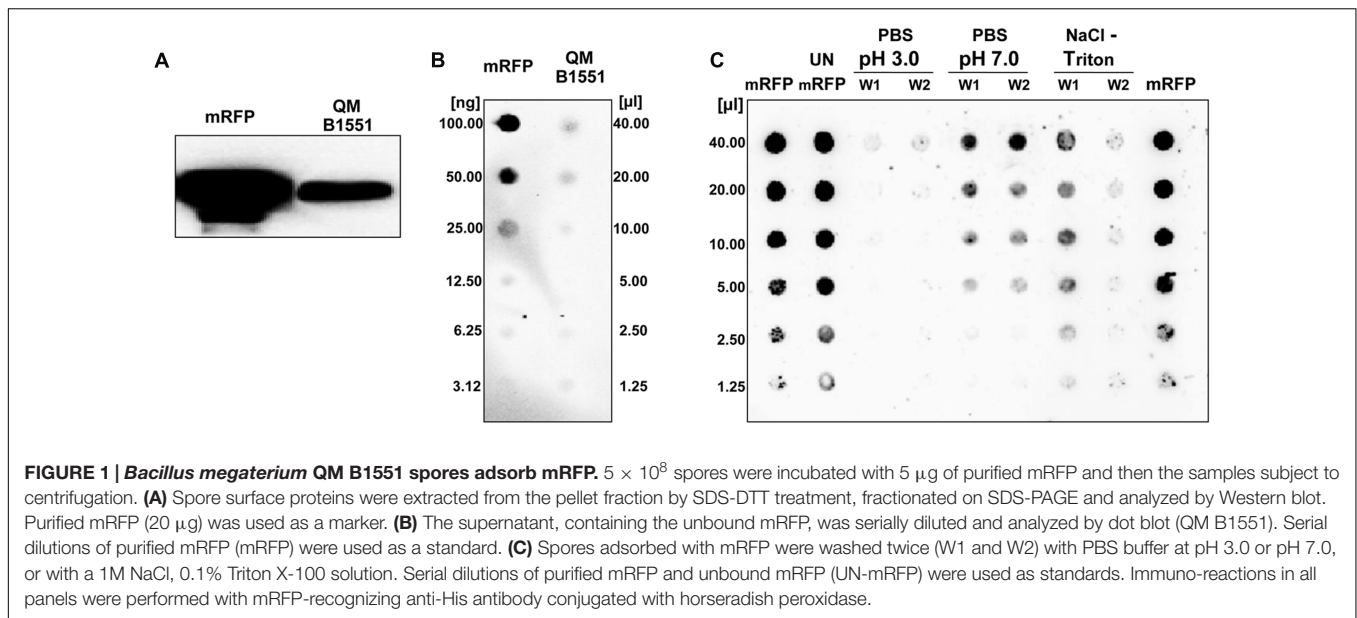 A
mRFP
QM
B1551
B
mRFP
QM
B1551
[ng]
[µl]
100.00
40.00
50.00
20.00
25.00
10.00
12.50
5.00
6.25
2.50
3.12
1.25
C
PBS
pH 3.0
PBS
pH 7.0
NaCl -
Triton
UN
mRFP
mRFP
W1
W2
W1
W2
W1
W2
mRFP
[µl]
40.00
20.00
10.00
5.00
2.50
1.25
FIGURE 1 | Bacillus megaterium QM B1551 spores adsorb mRFP. 5 × 10⁸ spores were incubated with 5 µg of purified mRFP and then the samples subject to
centrifugation. (A) Spore surface proteins were extracted from the pellet fraction by SDS-DTT treatment, fractionated on SDS-PAGE and analyzed by Western blot.
Purified mRFP (20 µg) was used as a marker. (B) The supernatant, containing the unbound mRFP, was serially diluted and analyzed by dot blot (QM B1551). Serial
dilutions of purified mRFP (mRFP) were used as a standard. (C) Spores adsorbed with mRFP were washed twice (W1 and W2) with PBS buffer at pH 3.0 or pH 7.0,
or with a 1M NaCl, 0.1% Triton X-100 solution. Serial dilutions of purified mRFP and unbound mRFP (UN-mRFP) were used as standards. Immuno-reactions in all
panels were performed with mRFP-recognizing anti-His antibody conjugated with horseradish peroxidase.